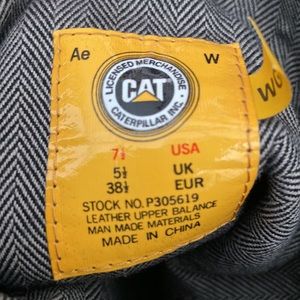 Ae W
LICENSED MERCHANDISE
CAT
CATERPILLAR INC.
WG
7½ USA
5½ UK
38½ EUR
STOCK NO. P305619
LEATHER UPPER BALANCE
MAN MADE MATERIALS
MADE IN CHINA